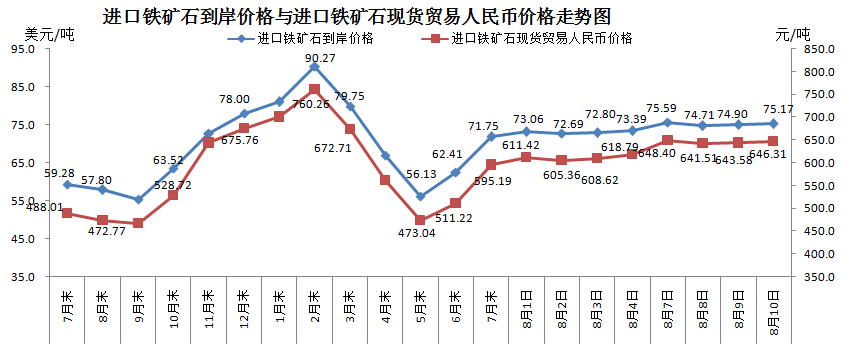 进口铁矿石到岸价格与进口铁矿石现货贸易人民币价格走势图
美元/吨
元/吨
进口铁矿石到岸价格
进口铁矿石现货贸易人民币价格
95.0
85.0
75.0
65.0
55.0
45.0
35.0
850.0
800.0
750.0
700.0
650.0
600.0
550.0
500.0
450.0
400.0
350.0
59.28
57.80
63.52
78.00
90.27
79.75
56.13
62.41
71.75
73.06
72.69
72.80
73.39
75.59
74.71
74.90
75.17
488.01
472.77
528.72
675.76
760.26
672.71
473.04
511.22
595.19
611.42
605.36
608.62
618.79
648.40
641.51
643.58
646.31
7月末
8月末
9月末
10月末
11月末
12月末
1月末
2月末
3月末
4月末
5月末
6月末
7月末
8月1日
8月2日
8月3日
8月4日
8月7日
8月8日
8月9日
8月10日